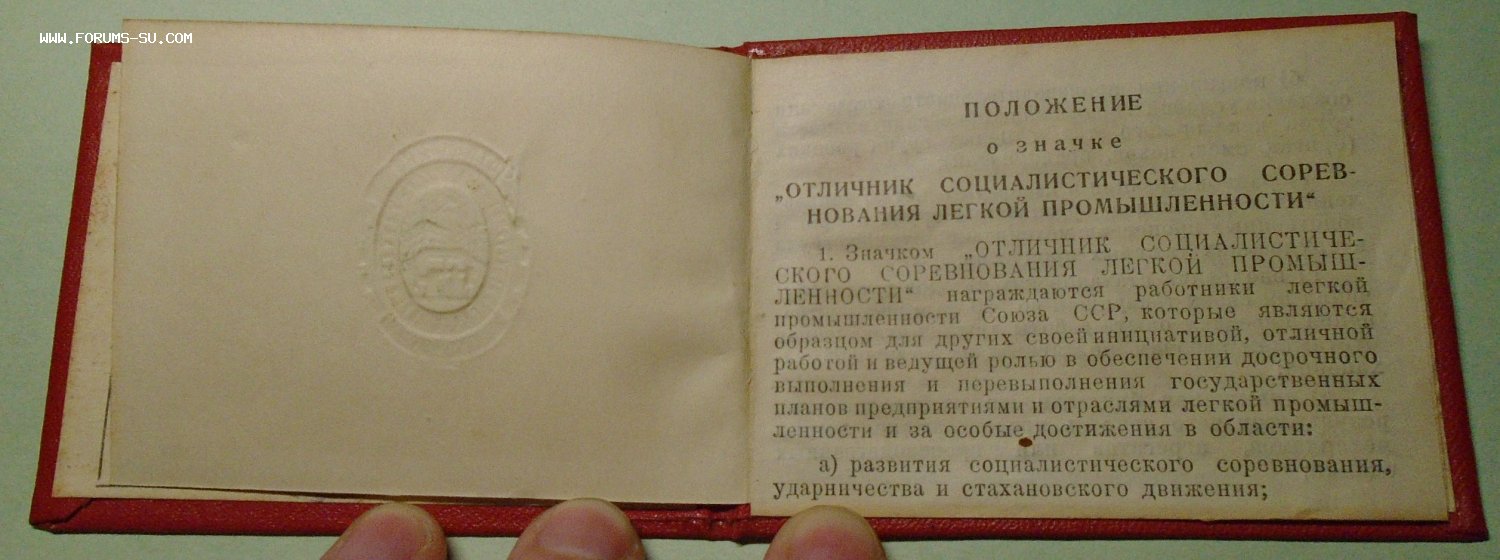 WWW.FORUMS-SU.COM
ПОЛОЖЕНИЕ
о значке
„ОТЛИЧНИК СОЦИАЛИСТИЧЕСКОГО СОРЕВ-
НОВАНИЯ ЛЕГКОЙ ПРОМЫШЛЕННОСТИ“
1. Значком „ОТЛИЧНИК СОЦИАЛИСТИЧЕ-
СКОГО СОРЕВНОВАНИЯ ЛЕГКОЙ ПРОМЫШ-
ЛЕННОСТИ“ награждаются работники легкой
промышленности Союза ССР, которые являются
образцом для других своей инициативой, отличной
работой и ведущей ролью в обеспечении досрочного
выполнения и перевыполнения государственных
планов предприятиями и отраслями легкой промыш-
ленности и за особые достижения в области:
а) развития социалистического соревнования,
ударничества и стахановского движения;